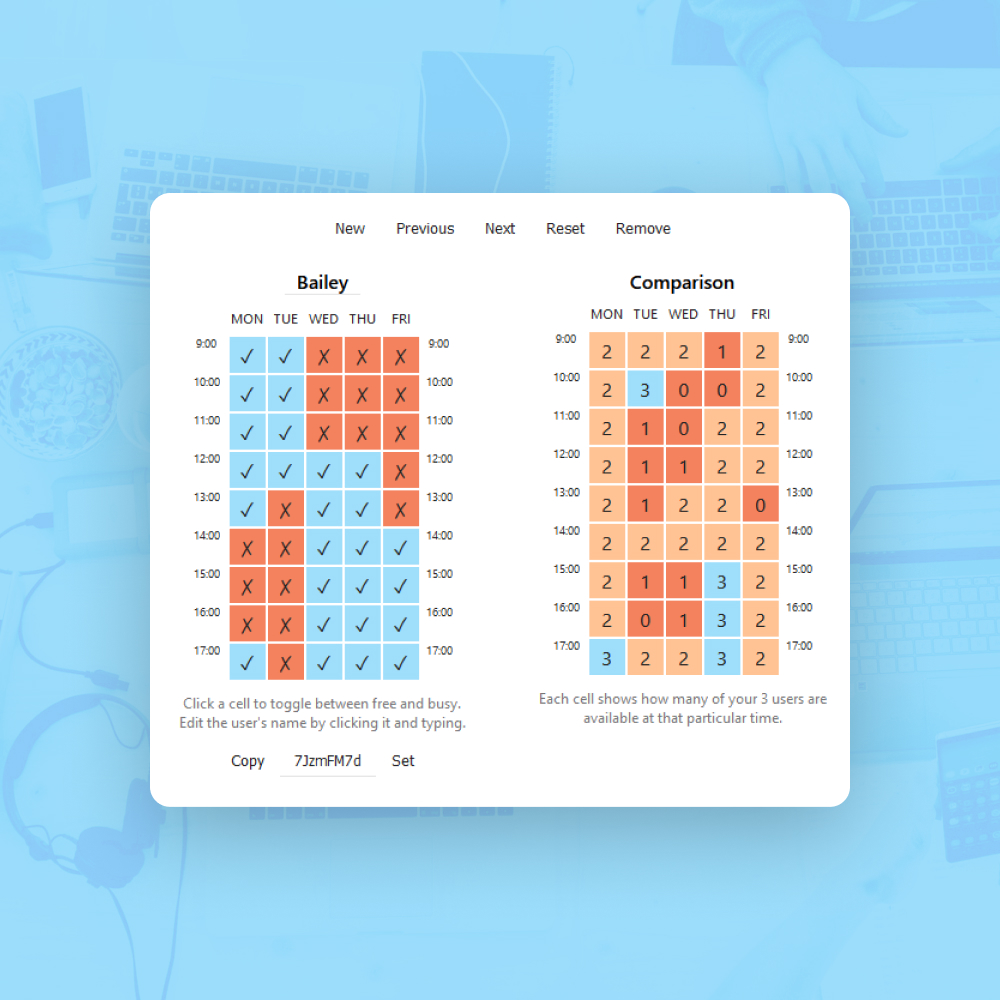 New Previous Next Reset Remove
Bailey
MON TUE WED THU FRI
9:00 ✓ ✓ ✗ ✗ ✗ 9:00
10:00 ✓ ✓ ✗ ✗ ✗ 10:00
11:00 ✓ ✓ ✗ ✗ ✗ 11:00
12:00 ✓ ✓ ✓ ✓ ✗ 12:00
13:00 ✓ ✗ ✓ ✓ ✗ 13:00
14:00 ✗ ✗ ✓ ✓ ✓ 14:00
15:00 ✗ ✗ ✓ ✓ ✓ 15:00
16:00 ✗ ✗ ✓ ✓ ✓ 16:00
17:00 ✓ ✗ ✓ ✓ ✓ 17:00
Click a cell to toggle between free and busy.
Edit the user's name by clicking it and typing.
Copy 7JzmFM7d Set
Comparison
MON TUE WED THU FRI
9:00 2 2 2 1 2 9:00
10:00 2 3 0 0 2 10:00
11:00 2 1 0 2 2 11:00
12:00 2 1 1 2 2 12:00
13:00 2 1 2 2 0 13:00
14:00 2 2 2 2 2 14:00
15:00 2 1 1 3 2 15:00
16:00 2 0 1 3 2 16:00
17:00 3 2 2 3 2 17:00
Each cell shows how many of your 3 users are
available at that particular time.